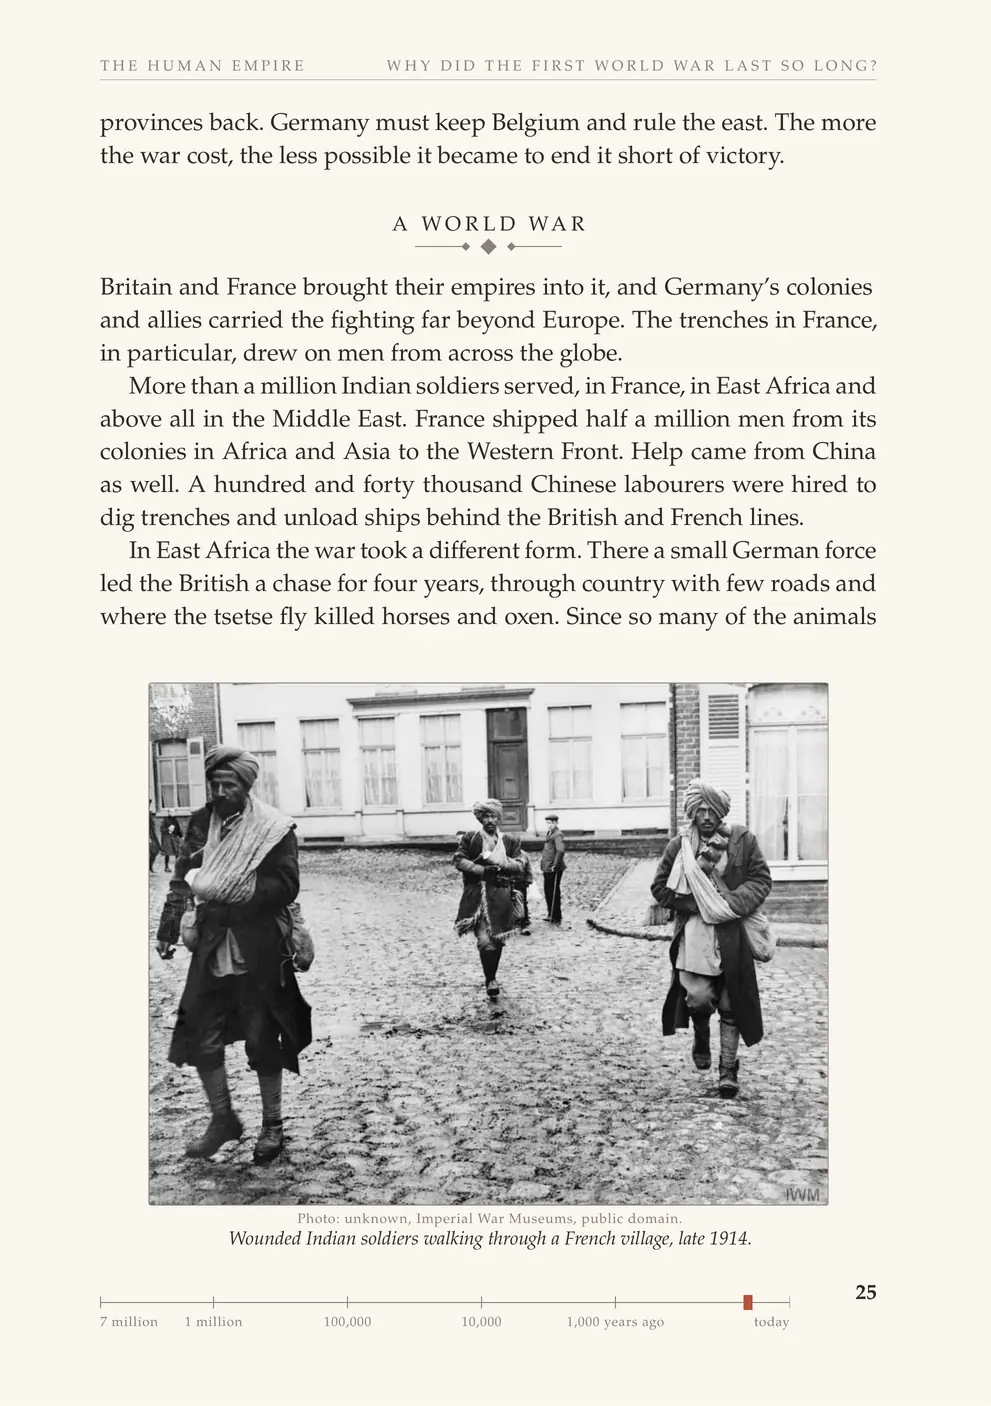 THE HUMAN EMPIRE
WHY DID THE FIRST WORLD WAR LAST SO LONG?
provinces back. Germany must keep Belgium and rule the east. The more
the war cost, the less possible it became to end it short of victory.
A WORLD WAR
Britain and France brought their empires into it, and Germany’s colonies
and allies carried the fighting far beyond Europe. The trenches in France,
in particular, drew on men from across the globe.
More than a million Indian soldiers served, in France, in East Africa and
above all in the Middle East. France shipped half a million men from its
colonies in Africa and Asia to the Western Front. Help came from China
as well. A hundred and forty thousand Chinese labourers were hired to
dig trenches and unload ships behind the British and French lines.
In East Africa the war took a different form. There a small German force
led the British a chase for four years, through country with few roads and
where the tsetse fly killed horses and oxen. Since so many of the animals
IWM
Photo: unknown, Imperial War Museums, public domain.
Wounded Indian soldiers walking through a French village, late 1914.
25
7 million
1 million
100,000
10,000
1,000 years ago
today